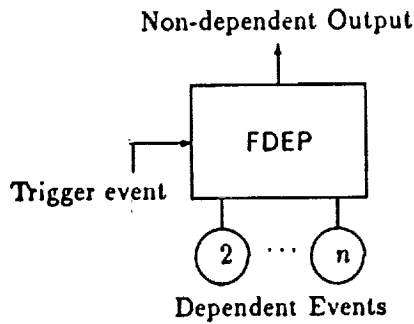 Non-dependent Output
FDEP
Trigger event
2 ... n
Dependent Events